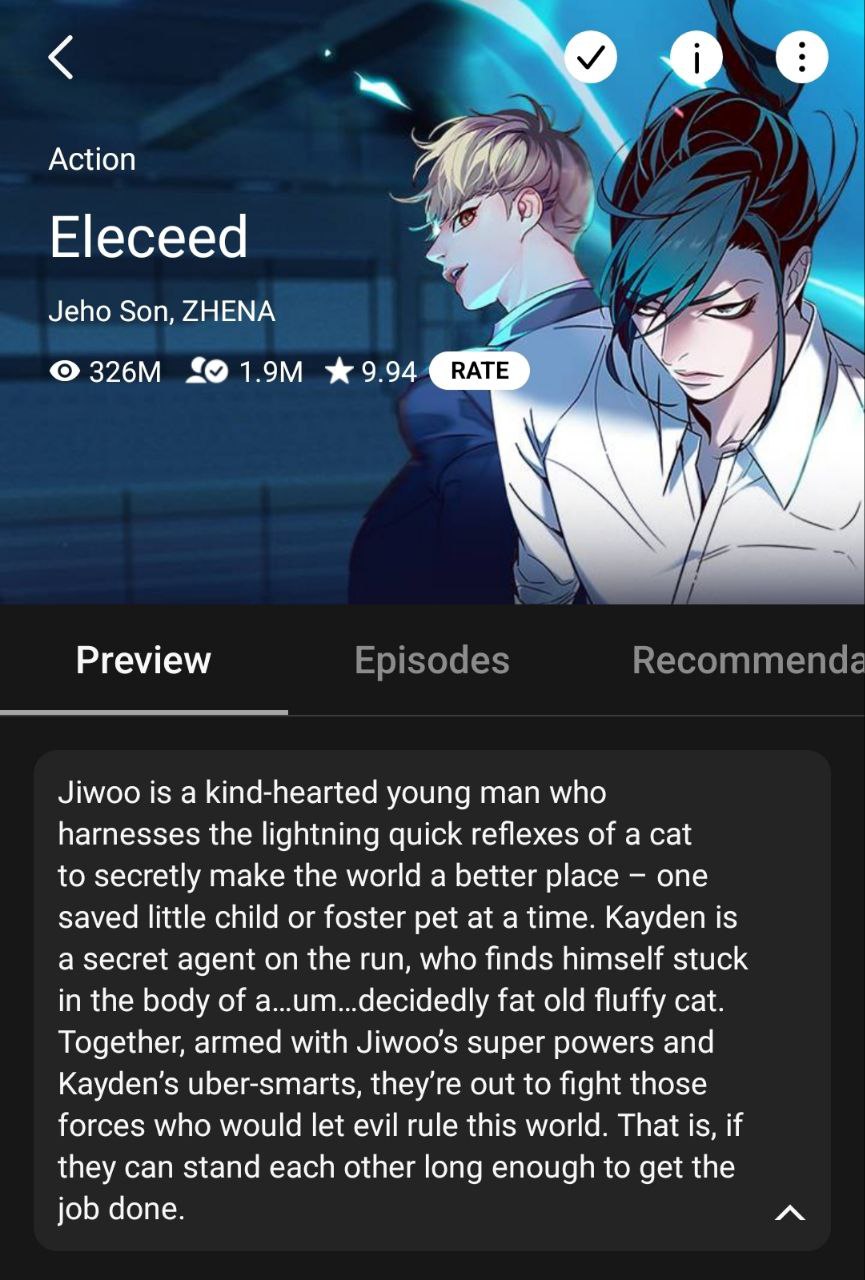 Action
Eleceed
Jeho Son, ZHENA
326M 1.9M 9.94 RATE
Preview Episodes Recommenda
Jiwoo is a kind-hearted young man who
harnesses the lightning quick reflexes of a cat
to secretly make the world a better place – one
saved little child or foster pet at a time. Kayden is
a secret agent on the run, who finds himself stuck
in the body of a...um...decidedly fat old fluffy cat.
Together, armed with Jiwoo’s super powers and
Kayden’s uber-smarts, they’re out to fight those
forces who would let evil rule this world. That is, if
they can stand each other long enough to get the
job done.